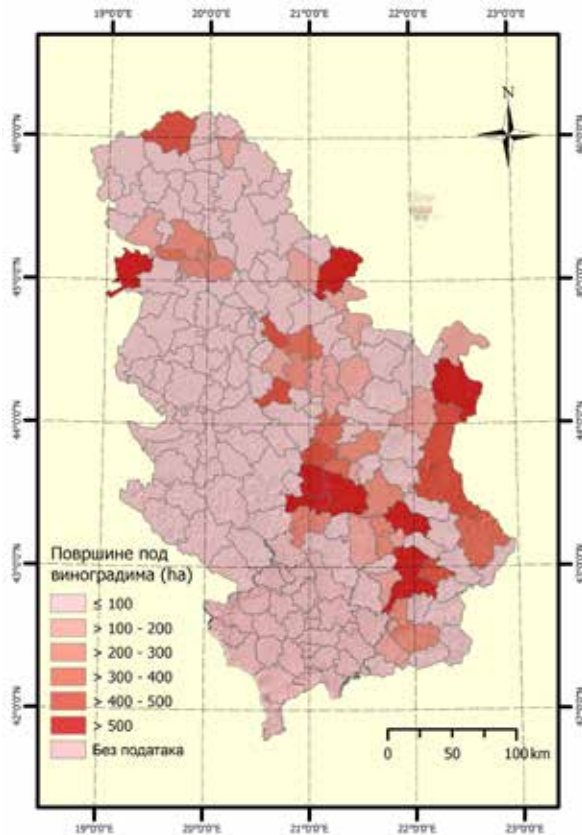 19°0'0"E 20°0'0"E 21°0'0"E 22°0'0"E 23°0'0"E
N
46°0'0"N 46°0'0"N
45°0'0"N 45°0'0"N
44°0'0"N 44°0'0"N
43°0'0"N 43°0'0"N
42°0'0"N 42°0'0"N
Површине под
виноградима (ha)
≤ 100
> 100 - 200
> 200 - 300
> 300 - 400
> 400 - 500
> 500
Без података
0 50 100 km
19°0'0"E 20°0'0"E 21°0'0"E 22°0'0"E 23°0'0"E